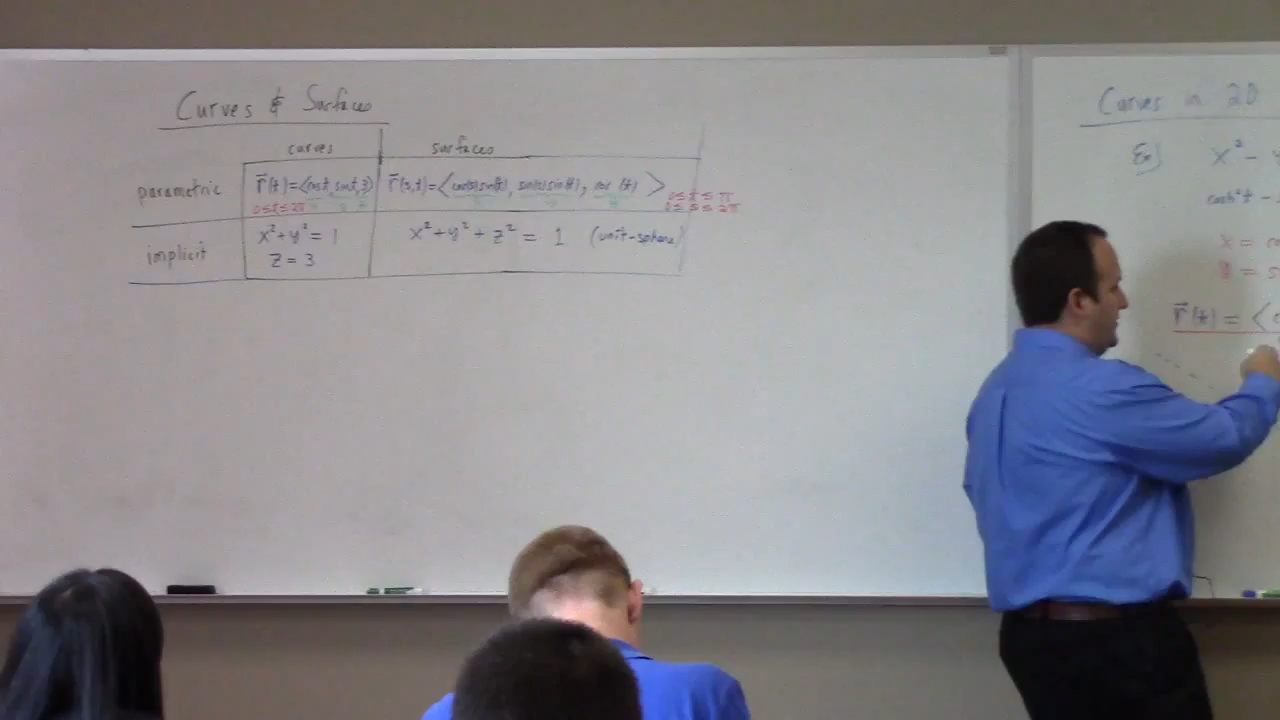 Curves & Surfaces
curves surfaces
parametric r⃗(t)=⟨cos t, sin t, 3⟩ r⃗(s,t)=⟨cos(s)sin(t), sin(s)sin(t), cos(t)⟩
0≤t≤2π x y z x y z 0≤t≤π
0≤s≤2π
implicit x²+y²=1 x²+y²+z² = 1 (unit-sphere)
z = 3
Curves in 2D
Ex) x² -
cosh²t -
x =
y = s
r⃗(t) = ⟨